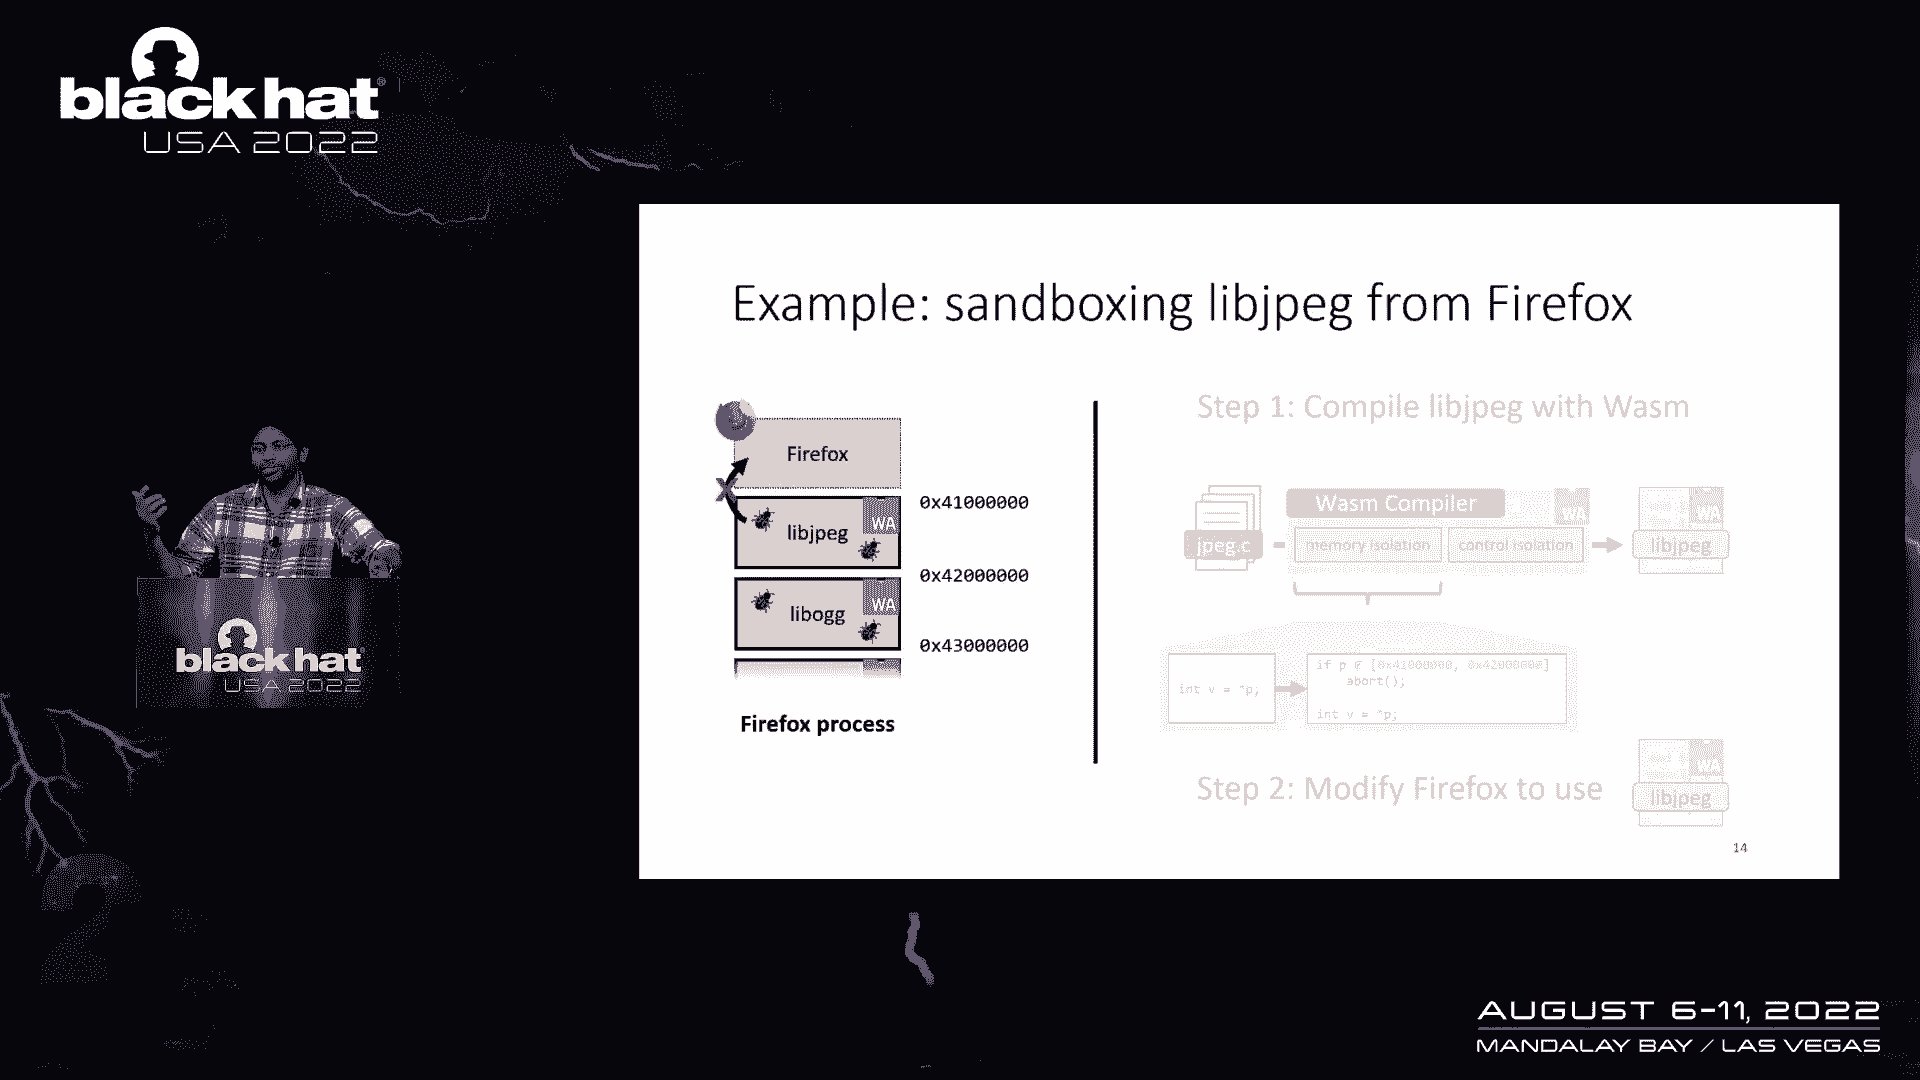 black hat®
USA 2022
Example: sandboxing libjpeg from Firefox
Firefox
libjpeg
WA
libogg
WA
0x41000000
0x42000000
0x43000000
Firefox process
Step 1: Compile libjpeg with Wasm
jpeg.c
Wasm Compiler
WA
memory isolation
control isolation
WA
libjpeg
int v = *p;
if p ∉ [0x41000000, 0x42000000]
abort();
int v = *p;
Step 2: Modify Firefox to use
WA
libjpeg
14
black hat
USA 2022
AUGUST 6-11, 2022
MANDALAY BAY / LAS VEGAS